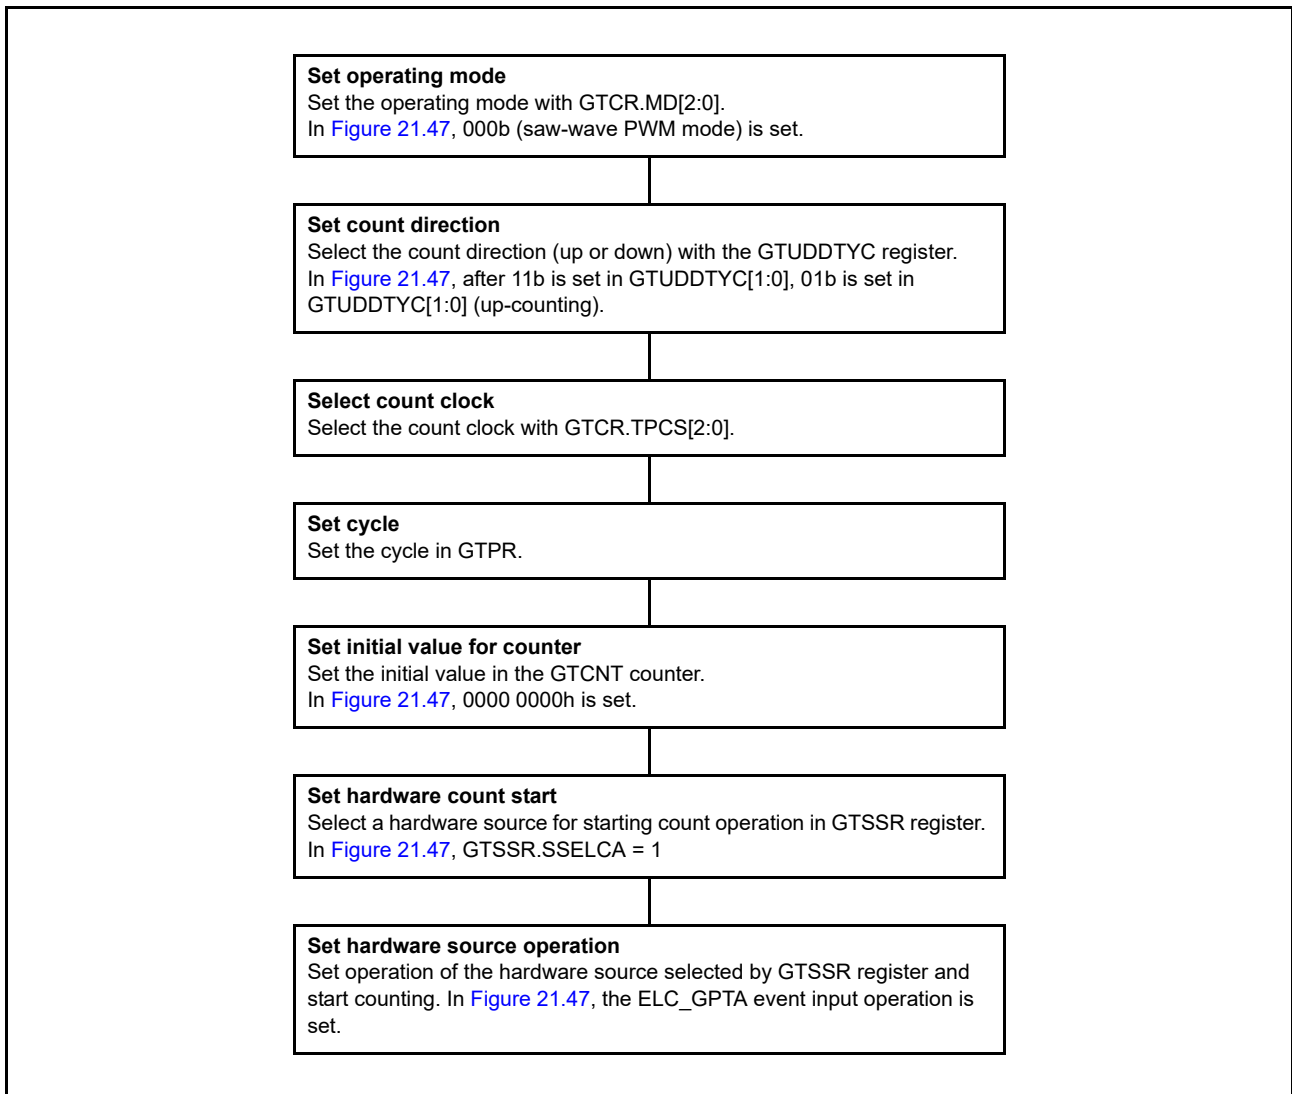 Set operating mode
Set the operating mode with GTCR.MD[2:0].
In Figure 21.47, 000b (saw-wave PWM mode) is set.
Set count direction
Select the count direction (up or down) with the GTUDDTYC register.
In Figure 21.47, after 11b is set in GTUDDTYC[1:0], 01b is set in
GTUDDTYC[1:0] (up-counting).
Select count clock
Select the count clock with GTCR.TPCS[2:0].
Set cycle
Set the cycle in GTPR.
Set initial value for counter
Set the initial value in the GTCNT counter.
In Figure 21.47, 0000 0000h is set.
Set hardware count start
Select a hardware source for starting count operation in GTSSR register.
In Figure 21.47, GTSSR.SSELCA = 1
Set hardware source operation
Set operation of the hardware source selected by GTSSR register and
start counting. In Figure 21.47, the ELC_GPTA event input operation is
set.